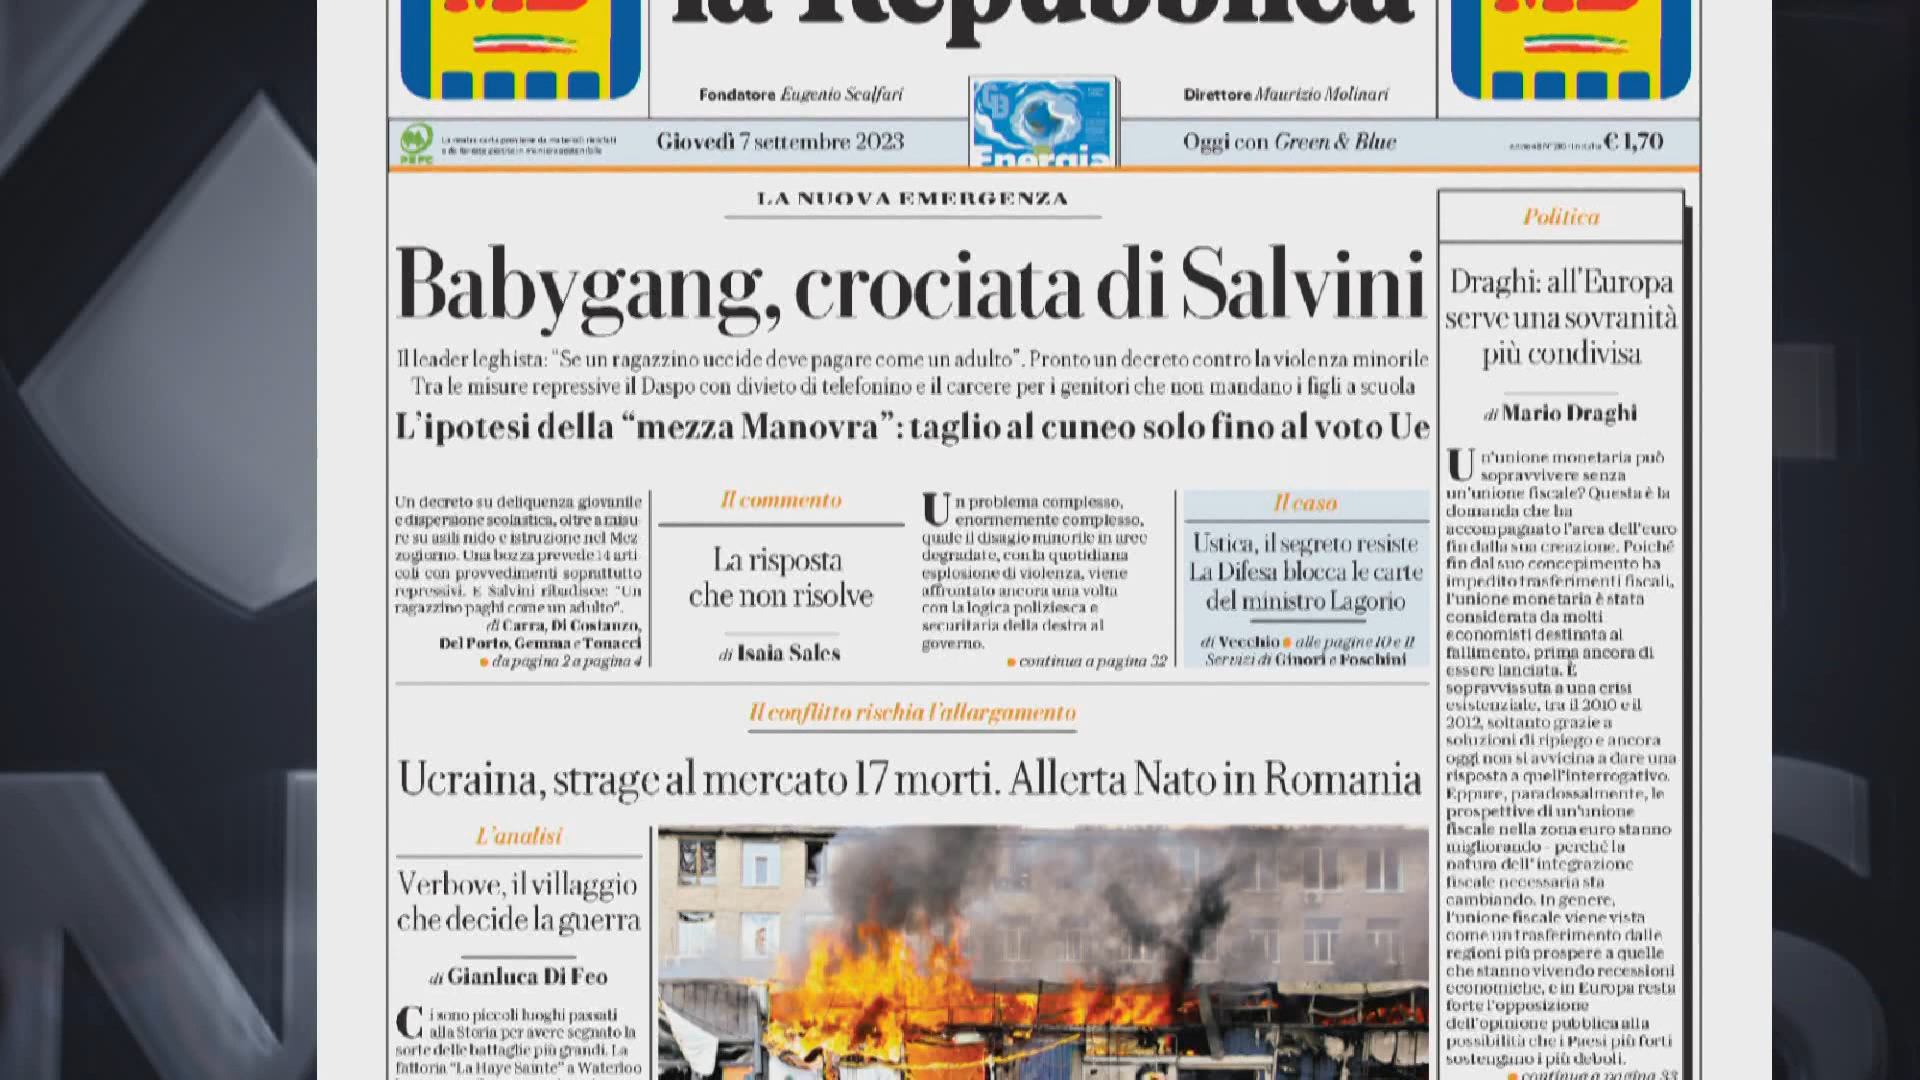 la Repubblica
Fondatore Eugenio Scalfari
Direttore Maurizio Molinari
Giovedì 7 settembre 2023
Energia
Oggi con Green & Blue
€ 1,70
LA NUOVA EMERGENZA
Babygang, crociata di Salvini
Il leader leghista: “Se un ragazzino uccide deve pagare come un adulto”. Pronto un decreto contro la violenza minorile
Tra le misure repressive il Daspo con divieto di telefonino e il carcere per i genitori che non mandano i figli a scuola
L’ipotesi della “mezza Manovra”: taglio al cuneo solo fino al voto Ue
Un decreto su deliquenza giovanile
e dispersione scolastica, oltre a misu-
re su asili nido e istruzione nel Mez-
zogiorno. Una bozza prevede 14 arti-
coli con provvedimenti soprattutto
repressivi. E Salvini ribadisce: “Un
ragazzino paghi come un adulto”.
di Carra, Di Costanzo,
Del Porto, Gemma e Tonacci
da pagina 2 a pagina 4
Il commento
La risposta
che non risolve
di Isaia Sales
Un problema complesso,
enormemente complesso,
quale il disagio minorile in aree
degradate, con la quotidiana
esplosione di violenza, viene
affrontato ancora una volta
con la logica poliziesca e
securitaria della destra al
governo.
continua a pagina 32
Il caso
Ustica, il segreto resiste
La Difesa blocca le carte
del ministro Lagorio
di Vecchio alle pagine 10 e 11
Servizi di Ginori e Foschini
Il conflitto rischia l’allargamento
Ucraina, strage al mercato 17 morti. Allerta Nato in Romania
L’analisi
Verbove, il villaggio
che decide la guerra
di Gianluca Di Feo
Ci sono piccoli luoghi passati
alla Storia per avere segnato la
sorte delle battaglie più grandi. La
fattoria “La Haye Sainte” a Waterloo
Politica
Draghi: all’Europa
serve una sovranità
più condivisa
di Mario Draghi
Un’unione monetaria può
sopravvivere senza
un’unione fiscale? Questa è la
domanda che ha
accompagnato l’area dell’euro
fin dalla sua creazione. Poiché
fin dal suo concepimento ha
impedito trasferimenti fiscali,
l’unione monetaria è stata
considerata da molti
economisti destinata al
fallimento, prima ancora di
essere lanciata. È
sopravvissuta a una crisi
esistenziale, tra il 2010 e il
2012, soltanto grazie a
soluzioni di ripiego e ancora
oggi non si avvicina a dare una
risposta a quell’interrogativo.
Eppure, paradossalmente, le
prospettive di un’unione
fiscale nella zona euro stanno
migliorando - perché la
natura dell’integrazione
fiscale necessaria sta
cambiando. In genere,
l’unione fiscale viene vista
come un trasferimento dalle
regioni più prospere a quelle
che stanno vivendo recessioni
economiche, e in Europa resta
forte l’opposizione
dell’opinione pubblica alla
possibilità che i Paesi più forti
sostengano i più deboli.
continua a pagina 33